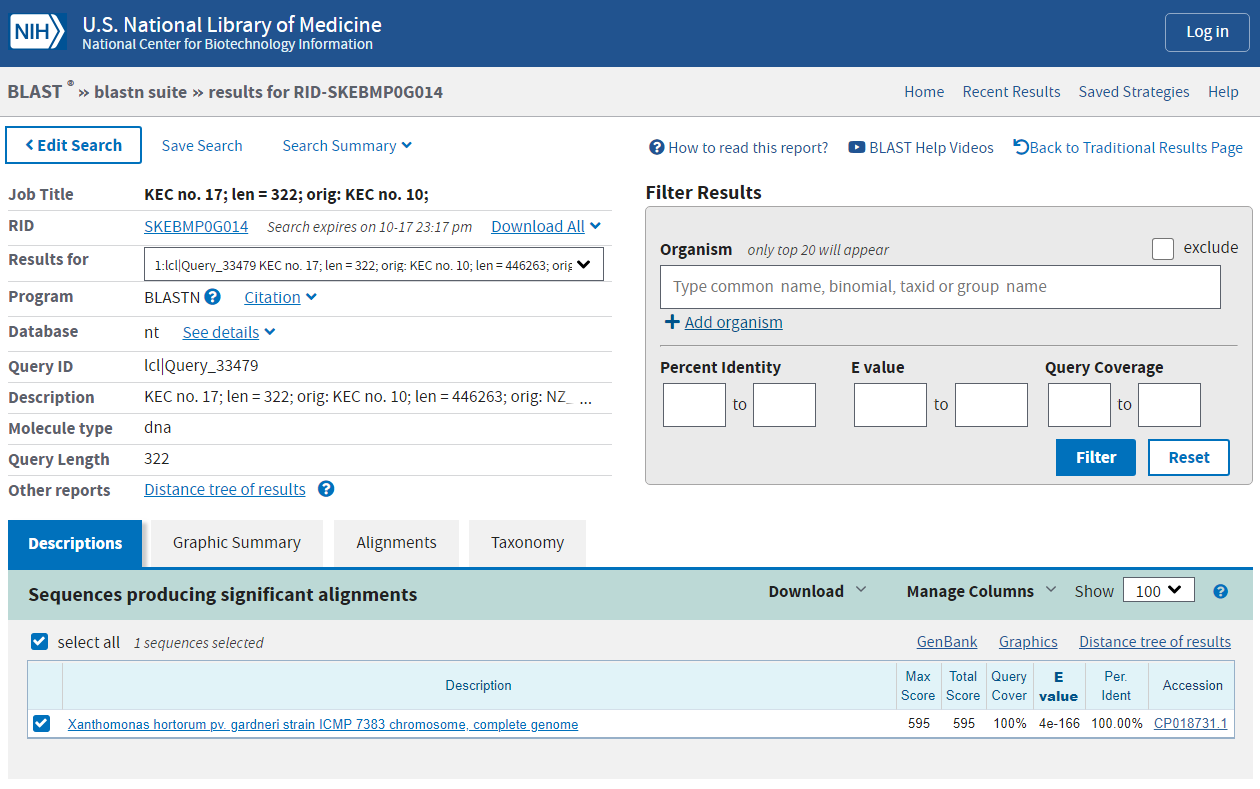 NIH
U.S. National Library of Medicine
National Center for Biotechnology Information
Log in
BLAST ® » blastn suite » results for RID-SKEBMP0G014
Home Recent Results Saved Strategies Help
Edit Search Save Search Search Summary
How to read this report? BLAST Help Videos Back to Traditional Results Page
Job Title KEC no. 17; len = 322; orig: KEC no. 10;
RID SKEBMP0G014 Search expires on 10-17 23:17 pm Download All
Results for 1:lcl|Query_33479 KEC no. 17; len = 322; orig: KEC no. 10; len = 446263; orig
Program BLASTN ? Citation
Database nt See details
Query ID lcl|Query_33479
Description KEC no. 17; len = 322; orig: KEC no. 10; len = 446263; orig: NZ_ ...
Molecule type dna
Query Length 322
Other reports Distance tree of results ?
Filter Results
Organism only top 20 will appear exclude
Type common name, binomial, taxid or group name
+ Add organism
Percent Identity E value Query Coverage
to to to
Filter Reset
Descriptions Graphic Summary Alignments Taxonomy
Sequences producing significant alignments Download Manage Columns Show 100 ?
select all 1 sequences selected GenBank Graphics Distance tree of results
Description Max Score Total Score Query Cover E value Per. Ident Accession
Xanthomonas hortorum pv. gardneri strain ICMP 7383 chromosome, complete genome 595 595 100% 4e-166 100.00% CP018731.1